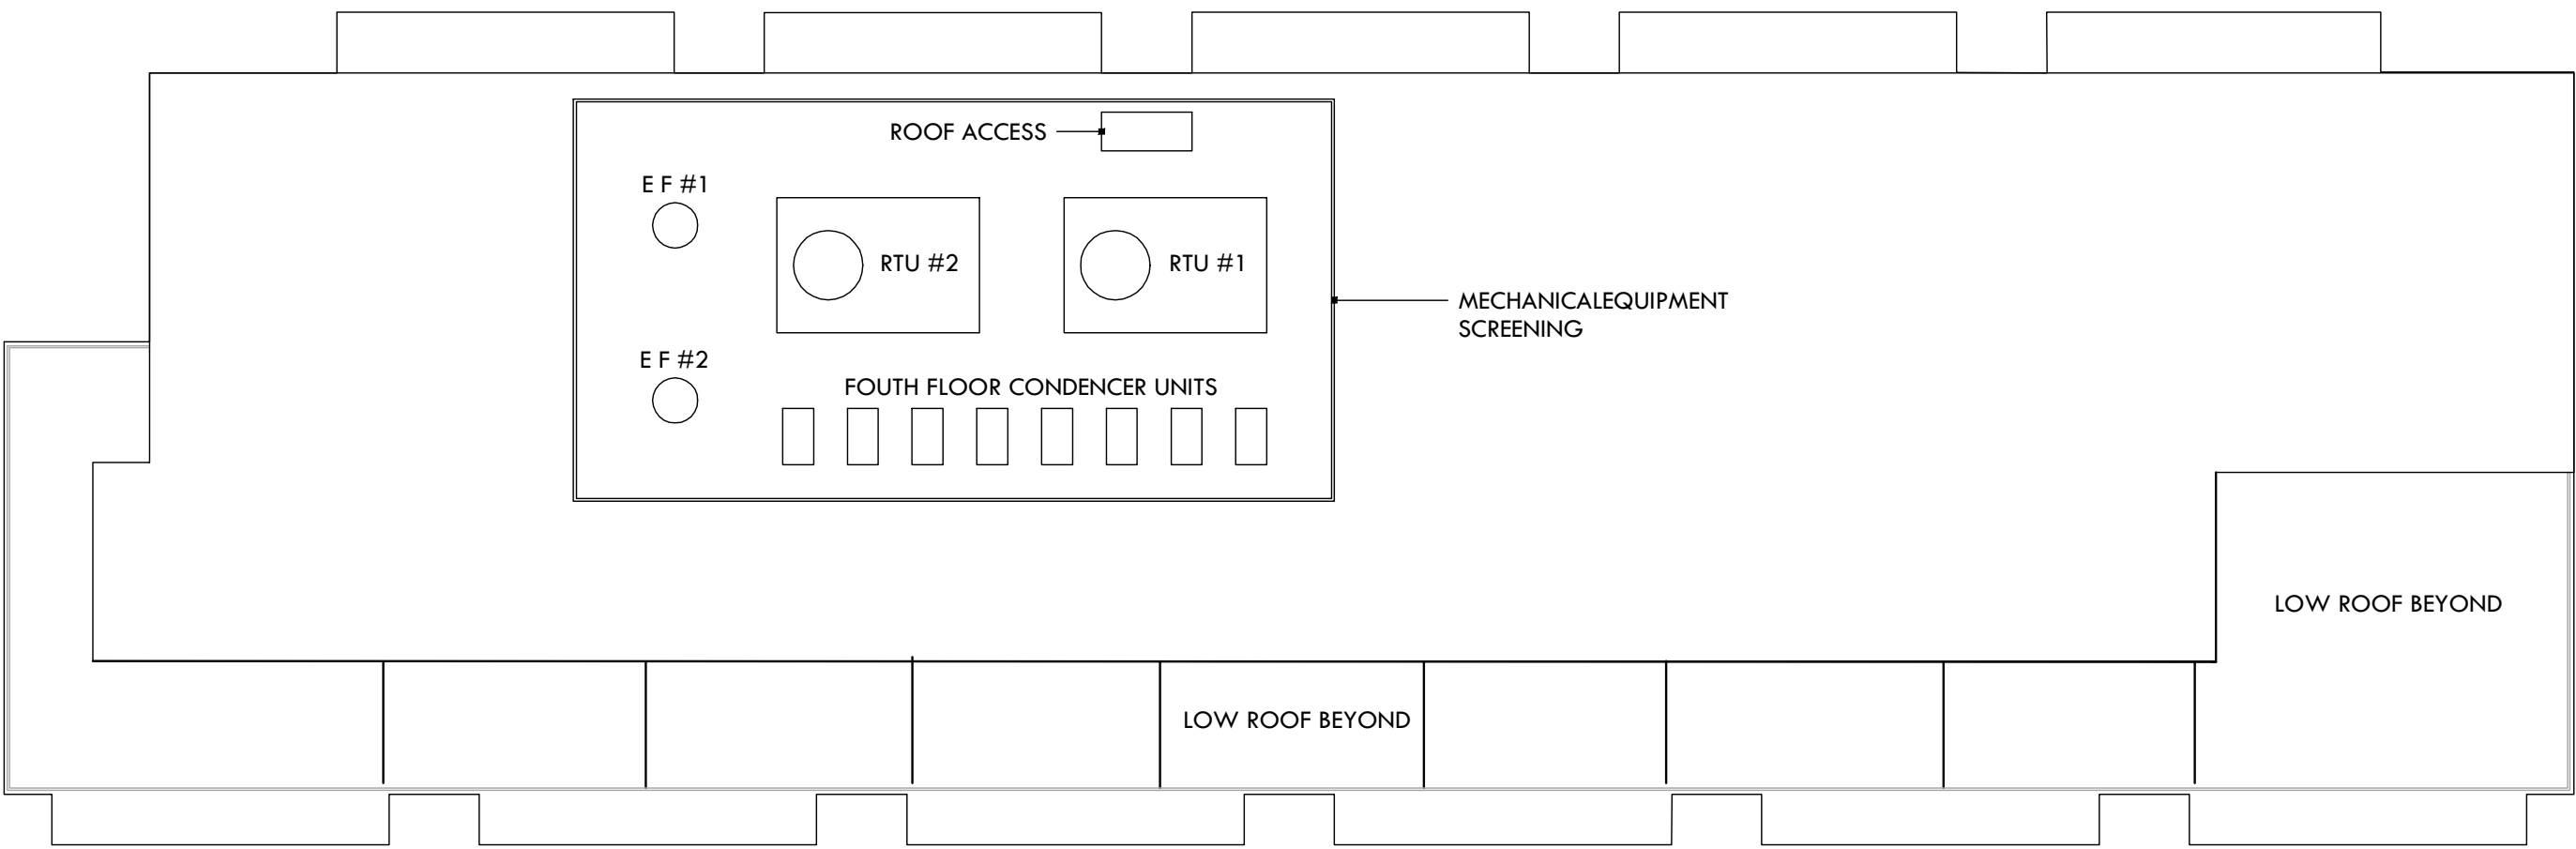 ROOF ACCESS
E F #1
RTU #2
RTU #1
MECHANICALEQUIPMENT
SCREENING
E F #2
FOUTH FLOOR CONDENCER UNITS
LOW ROOF BEYOND
LOW ROOF BEYOND